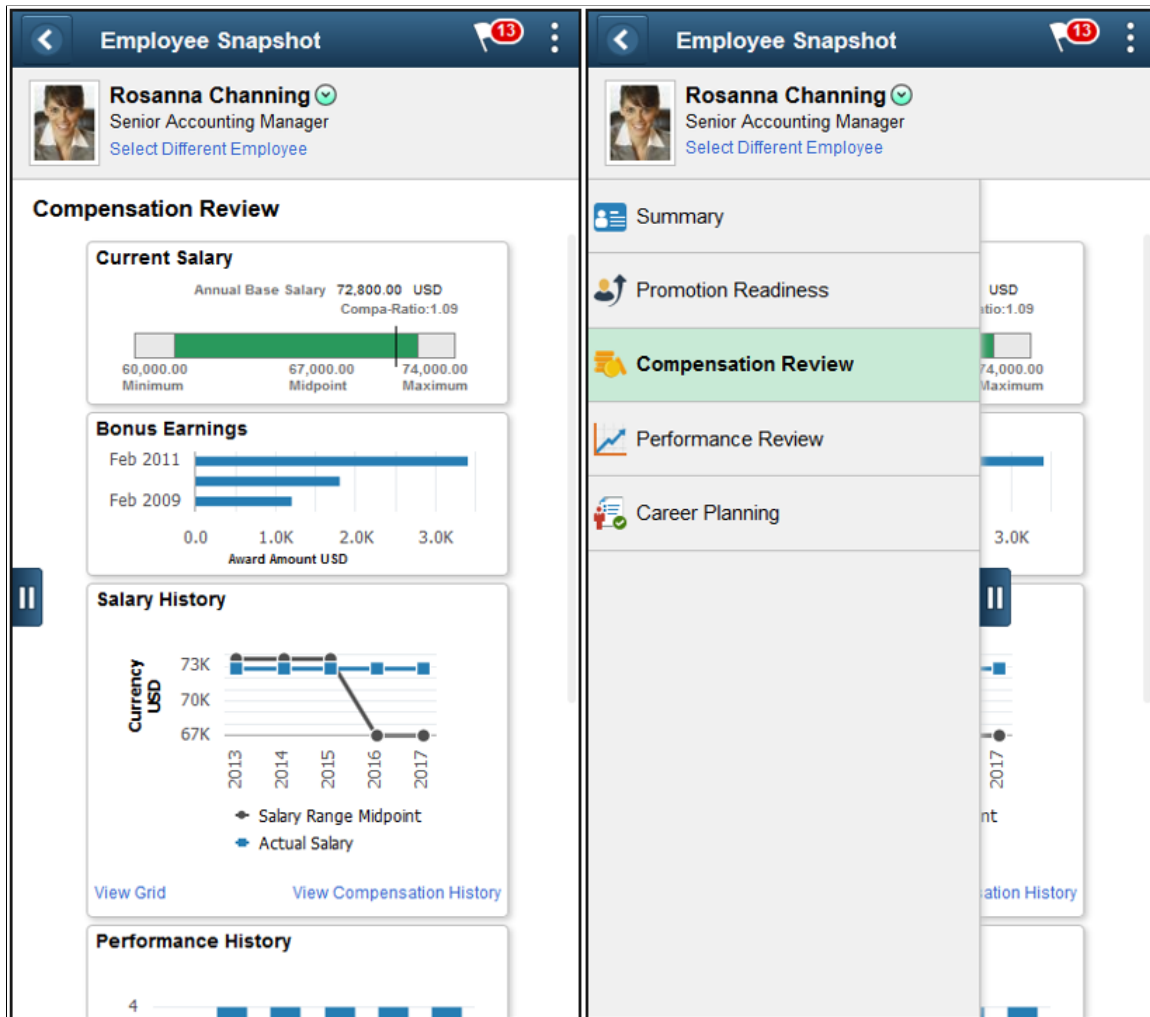 Employee Snapshot
13
Rosanna Channing
Senior Accounting Manager
Select Different Employee
Compensation Review
Current Salary
Annual Base Salary 72,800.00 USD
Compa-Ratio:1.09
60,000.00 67,000.00 74,000.00
Minimum Midpoint Maximum
Bonus Earnings
Feb 2011
Feb 2009
0.0 1.0K 2.0K 3.0K
Award Amount USD
Salary History
Currency
USD
73K
70K
67K
2013 2014 2015 2016 2017
Salary Range Midpoint
Actual Salary
View Grid View Compensation History
Performance History
4
Employee Snapshot
13
Rosanna Channing
Senior Accounting Manager
Select Different Employee
Summary
Promotion Readiness
Compensation Review
Performance Review
Career Planning
USD
tio:1.09
74,000.00
Maximum
3.0K
2017
nt
ation History